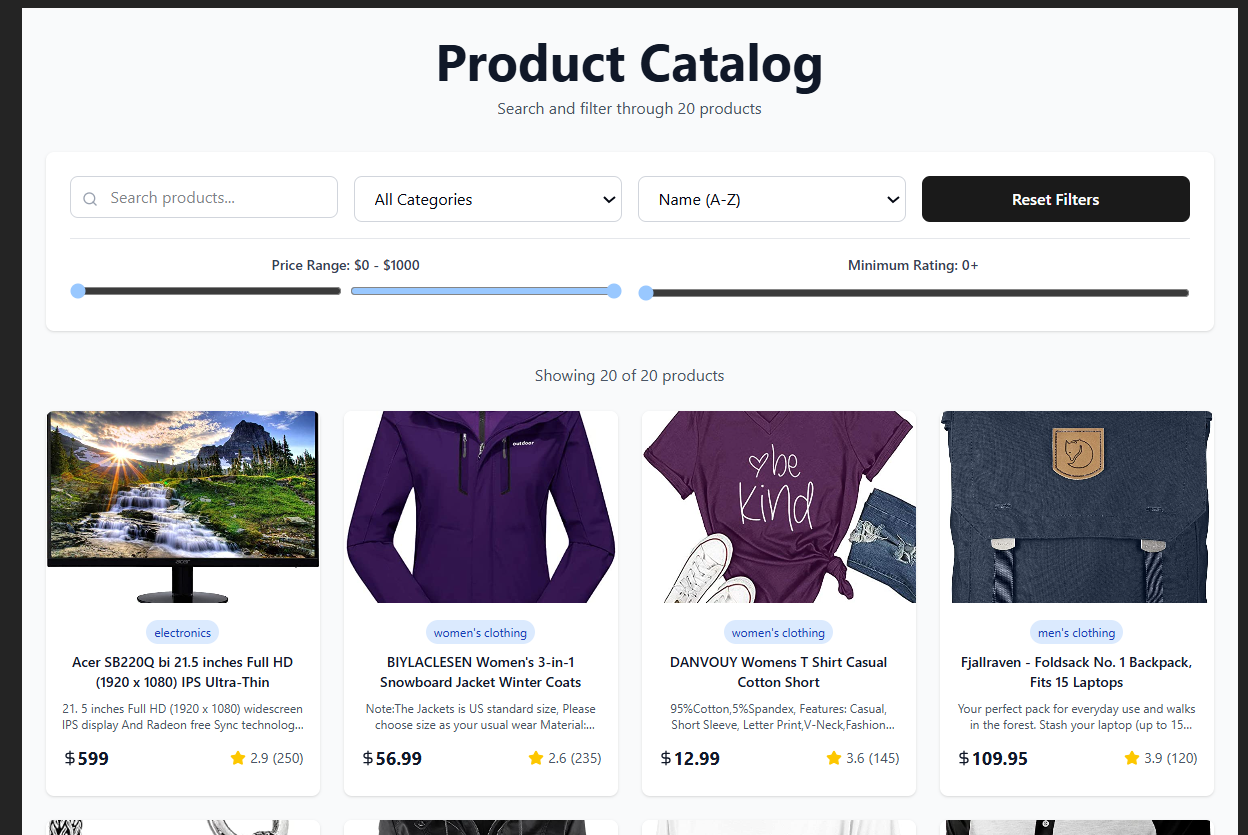 Product Catalog
Search and filter through 20 products
Search products...
All Categories
Name (A-Z)
Reset Filters
Price Range: $0 - $1000
Minimum Rating: 0+
Showing 20 of 20 products
acer
outdoor
be
kind
electronics
Acer SB220Q bi 21.5 inches Full HD
(1920 x 1080) IPS Ultra-Thin
21. 5 inches Full HD (1920 x 1080) widescreen
IPS display And Radeon free Sync technolog...
$599
2.9 (250)
women's clothing
BIYLACLESEN Women's 3-in-1
Snowboard Jacket Winter Coats
Note:The Jackets is US standard size, Please
choose size as your usual wear Material:...
$56.99
2.6 (235)
women's clothing
DANVOUY Womens T Shirt Casual
Cotton Short
95%Cotton,5%Spandex, Features: Casual,
Short Sleeve, Letter Print,V-Neck,Fashion...
$12.99
3.6 (145)
men's clothing
Fjallraven - Foldsack No. 1 Backpack,
Fits 15 Laptops
Your perfect pack for everyday use and walks
in the forest. Stash your laptop (up to 15...
$109.95
3.9 (120)